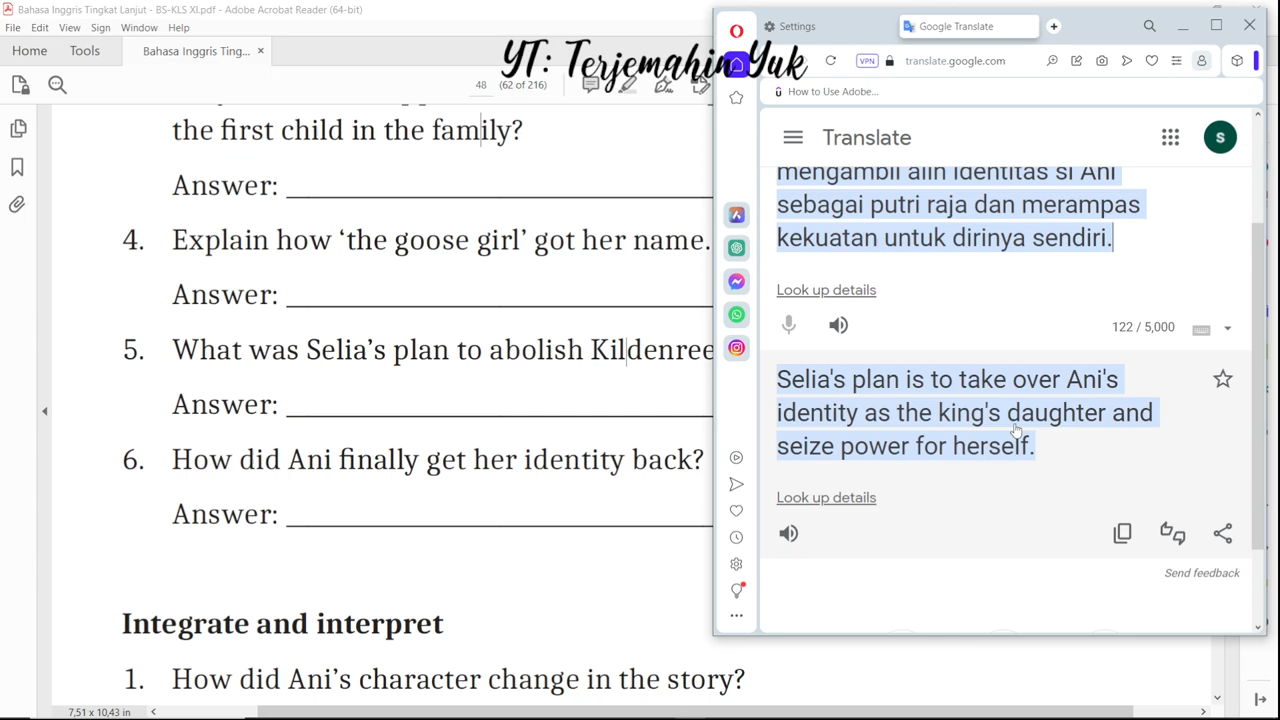 Bahasa Inggris Tingkat Lanjut - BS-KLS XI.pdf - Adobe Acrobat Reader (64-bit)
File Edit View Sign Window Help
Home Tools Bahasa Inggris Ting... ×
48 (62 of 216)
YT: Terjemahin Yuk
the first child in the family?
Answer:
4. Explain how ‘the goose girl’ got her name.
Answer:
5. What was Selia’s plan to abolish Kildenree
Answer:
6. How did Ani finally get her identity back?
Answer:
Integrate and interpret
1. How did Ani’s character change in the story?
7,51 x 10,43 in
Settings Google Translate
VPN translate.google.com
How to Use Adobe...
Translate S
mengambil alih identitas si Ani
sebagai putri raja dan merampas
kekuatan untuk dirinya sendiri.
Look up details
122 / 5,000
Selia's plan is to take over Ani's
identity as the king's daughter and
seize power for herself.
Look up details
Send feedback